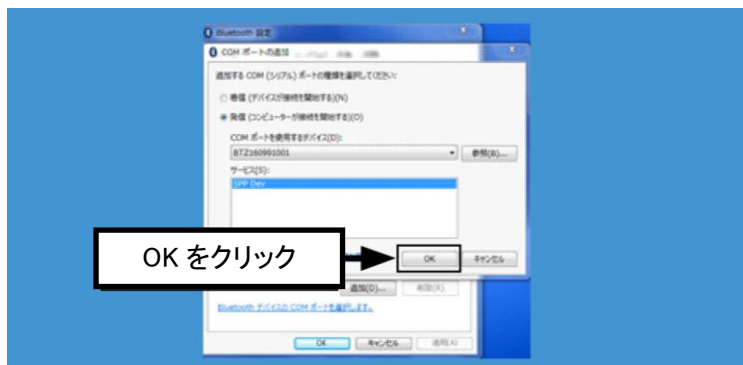 Bluetooth 設定
COM ポートの追加
追加する COM (シリアル) ポートの種類を選択してください:
着信 (デバイスが接続を開始する)(N)
発信 (コンピューターが接続を開始する)(O)
COM ポートを使用するデバイス(D):
BTZ160991001
参照(B)...
サービス(S):
SPP Dev
OK をクリック
OK
キャンセル
追加(D)...
削除(R)
Bluetooth デバイスの COM ポートを選択します。
OK
キャンセル
適用(A)